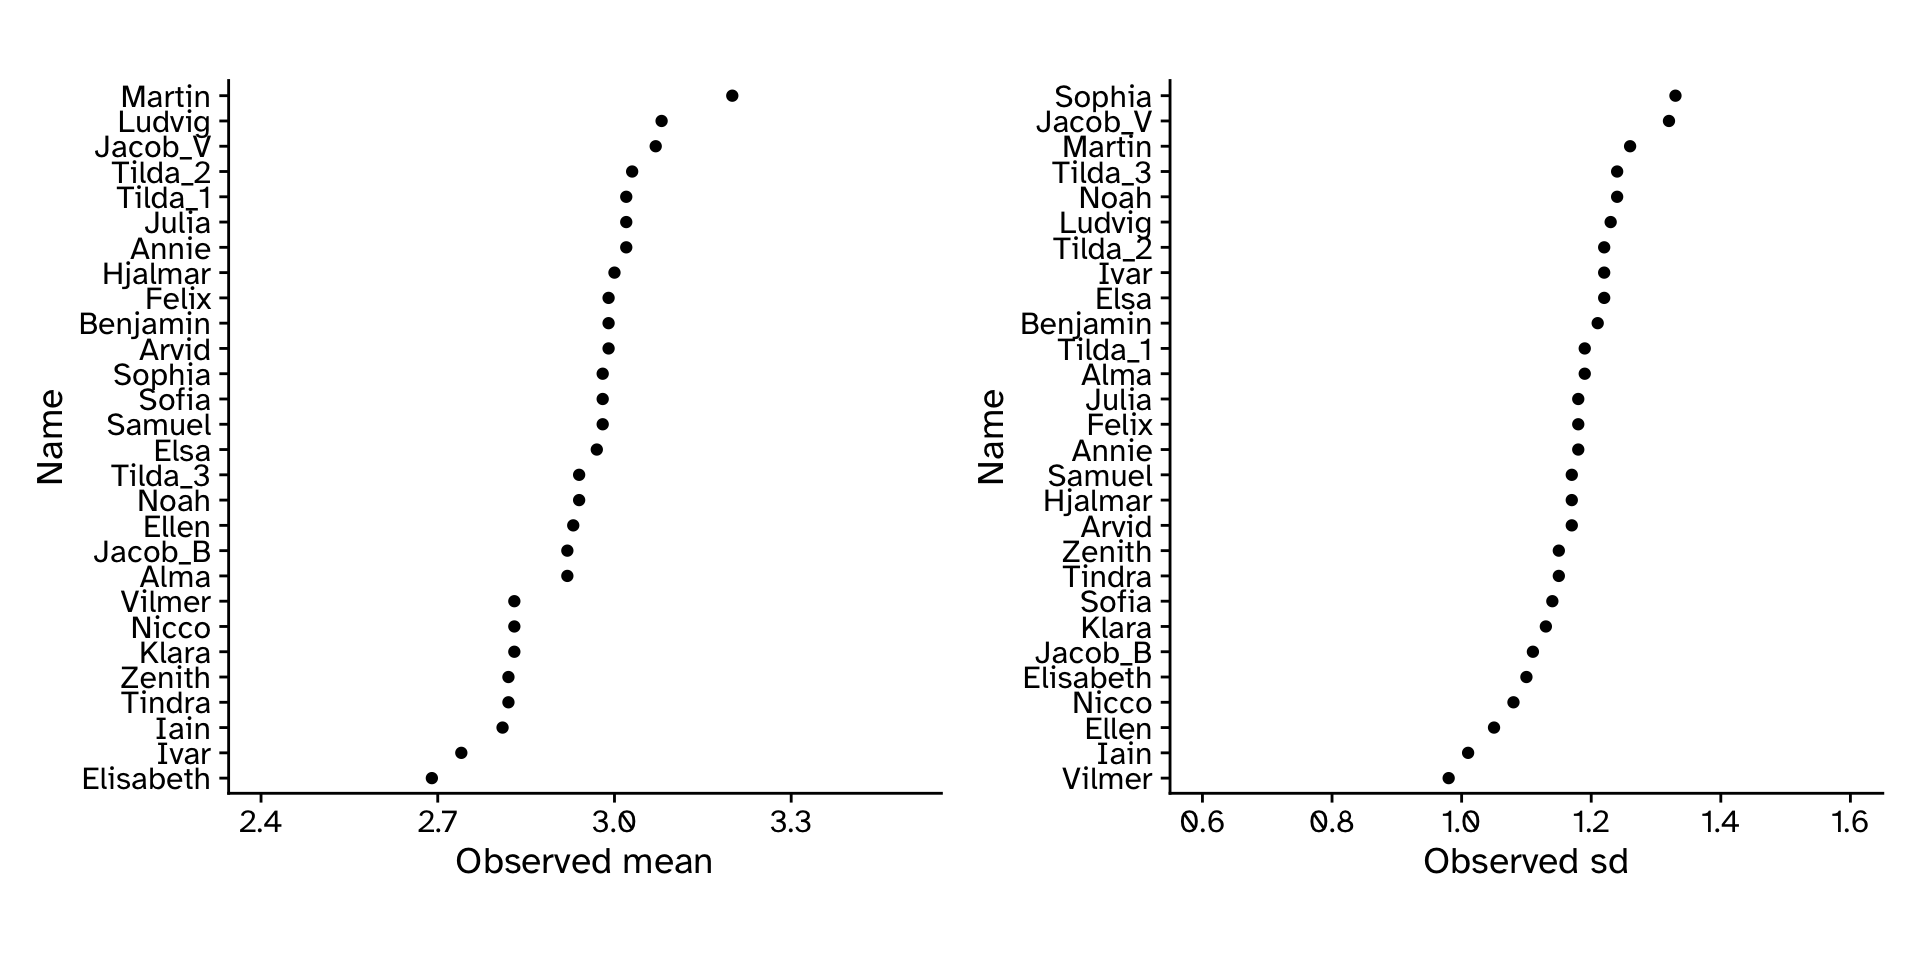 Martin
Ludvig
Jacob_V
Tilda_2
Tilda_1
Julia
Annie
Hjalmar
Felix
Benjamin
Arvid
Sophia
Sofia
Samuel
Elsa
Tilda_3
Noah
Ellen
Jacob_B
Alma
Vilmer
Nicco
Klara
Zenith
Tindra
Iain
Ivar
Elisabeth
Name
2.4 2.7 3.0 3.3
Observed mean
Sophia
Jacob_V
Martin
Tilda_3
Noah
Ludvig
Tilda_2
Ivar
Elsa
Benjamin
Tilda_1
Alma
Julia
Felix
Annie
Samuel
Hjalmar
Arvid
Zenith
Tindra
Sofia
Klara
Jacob_B
Elisabeth
Nicco
Ellen
Iain
Vilmer
Name
0.6 0.8 1.0 1.2 1.4 1.6
Observed sd